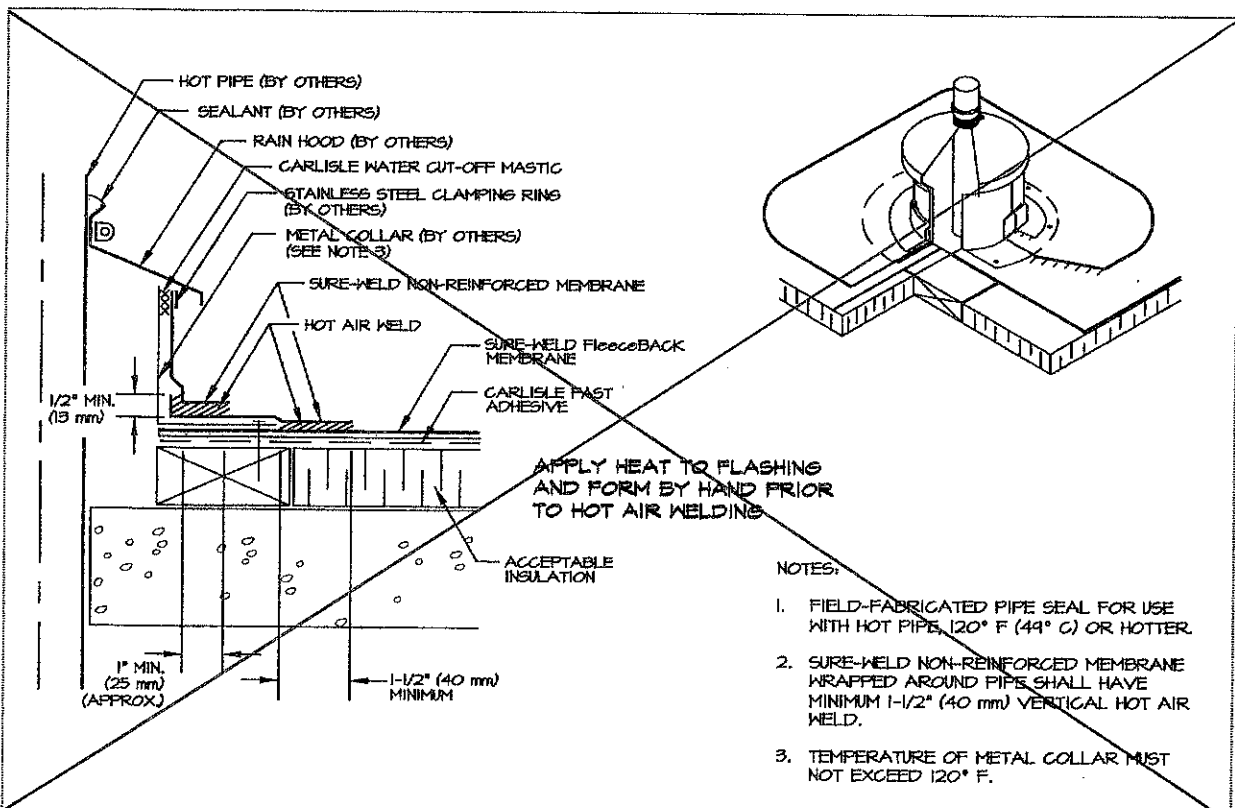 HOT PIPE (BY OTHERS)
SEALANT (BY OTHERS)
RAIN HOOD (BY OTHERS)
CARLISLE WATER CUT-OFF MASTIC
STAINLESS STEEL CLAMPING RING
(BY OTHERS)
METAL COLLAR (BY OTHERS)
(SEE NOTE 3)
SURE-WELD NON-REINFORCED MEMBRANE
HOT AIR WELD
SURE-WELD FleeceBACK
MEMBRANE
CARLISLE FAST
ADHESIVE
1/2" MIN.
(13 mm)
APPLY HEAT TO FLASHING
AND FORM BY HAND PRIOR
TO HOT AIR WELDING
ACCEPTABLE
INSULATION
1" MIN.
(25 mm)
(APPROX.)
1-1/2" (40 mm)
MINIMUM
NOTES:
1. FIELD-FABRICATED PIPE SEAL FOR USE
WITH HOT PIPE, 120° F (49° C) OR HOTTER.
2. SURE-WELD NON-REINFORCED MEMBRANE
WRAPPED AROUND PIPE SHALL HAVE
MINIMUM 1-1/2" (40 mm) VERTICAL HOT AIR
WELD.
3. TEMPERATURE OF METAL COLLAR MUST
NOT EXCEED 120° F.